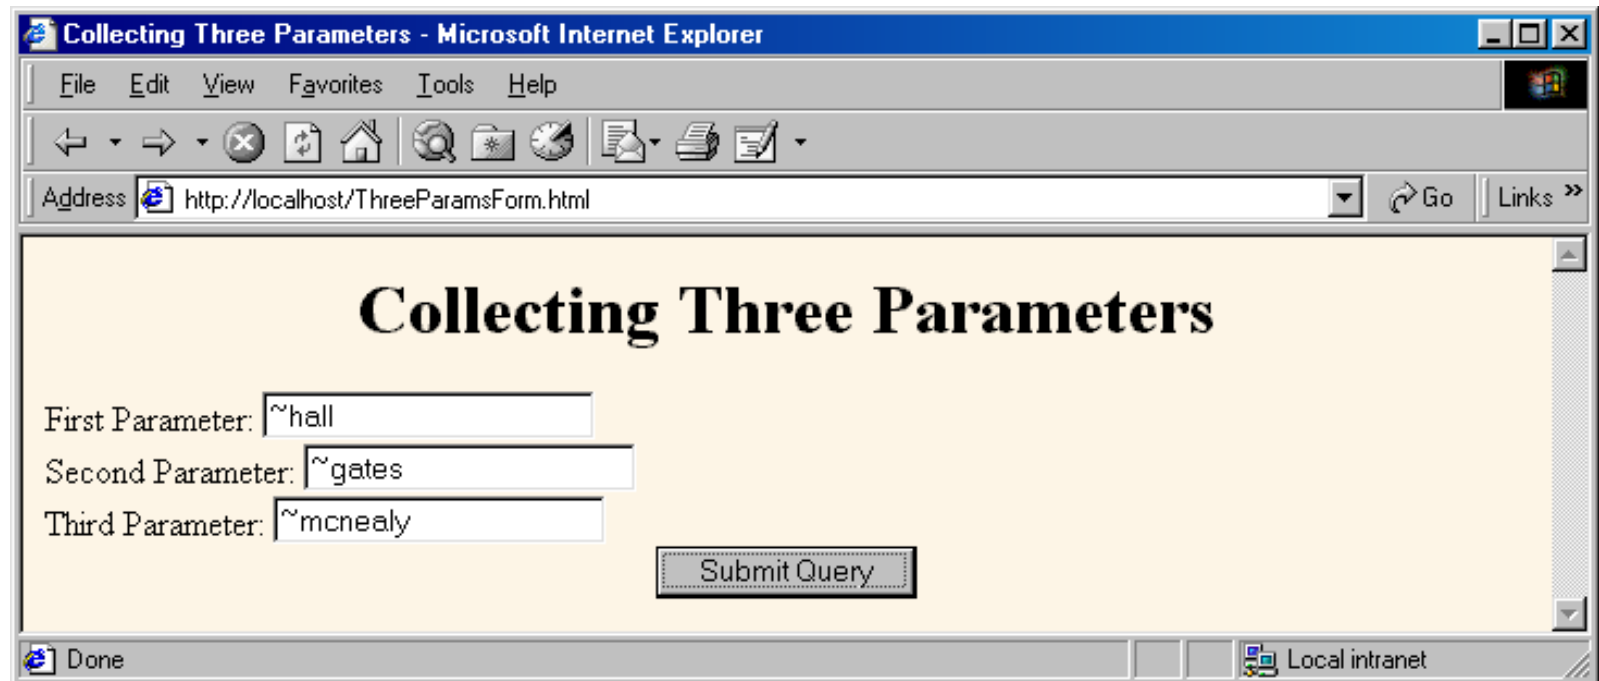 Collecting Three Parameters - Microsoft Internet Explorer
File Edit View Favorites Tools Help
Address http://localhost/ThreeParamsForm.html Go Links »
Collecting Three Parameters
First Parameter: ~hall
Second Parameter: ~gates
Third Parameter: ~mcnealy
Submit Query
Done Local intranet